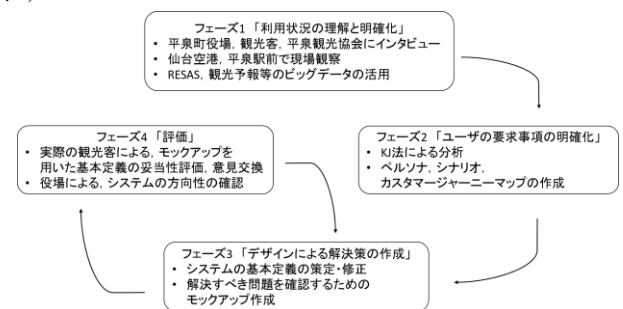 フェーズ1 「利用状況の理解と明確化」
• 平泉町役場, 観光客, 平泉観光協会にインタビュー
• 仙台空港, 平泉駅前で現場観察
• RESAS, 観光予報等のビッグデータの活用
フェーズ2 「ユーザの要求事項の明確化」
• KJ法による分析
• ペルソナ, シナリオ,
カスタマージャーニーマップの作成
フェーズ3 「デザインによる解決策の作成」
• システムの基本定義の策定・修正
• 解決すべき問題を確認するための
モックアップ作成
フェーズ4 「評価」
• 実際の観光客による, モックアップを
用いた基本定義の妥当性評価, 意見交換
• 役場による, システムの方向性の確認